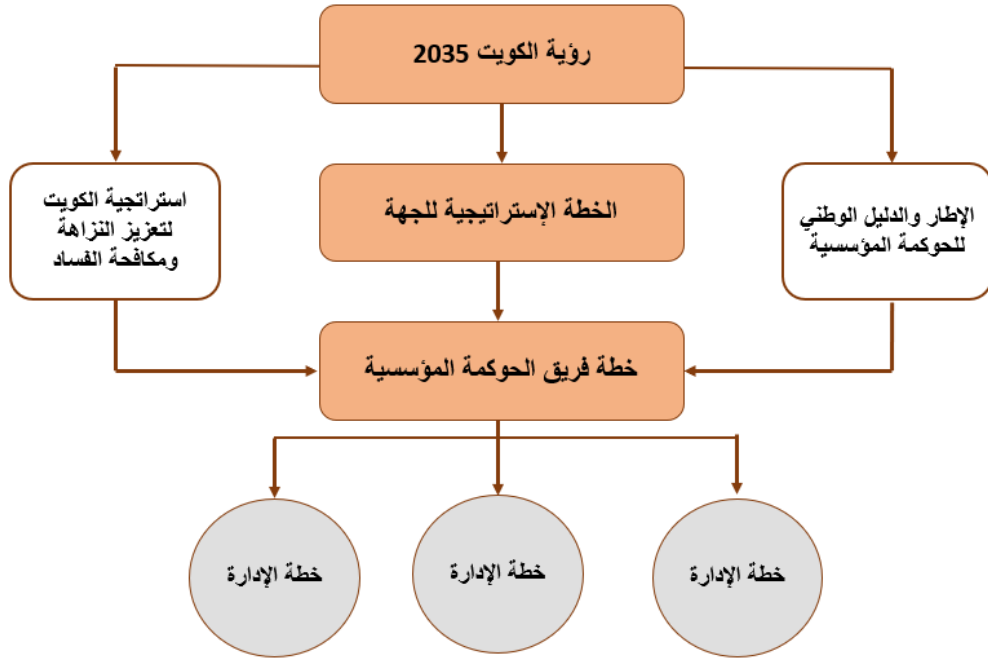 رؤية الكويت 2035
الإطار والدليل الوطني
للحوكمة المؤسسية
الخطة الإستراتيجية للجهة
استراتجية الكويت
لتعزيز النزاهة
ومكافحة الفساد
خطة فريق الحوكمة المؤسسية
خطة الإدارة
خطة الإدارة
خطة الإدارة